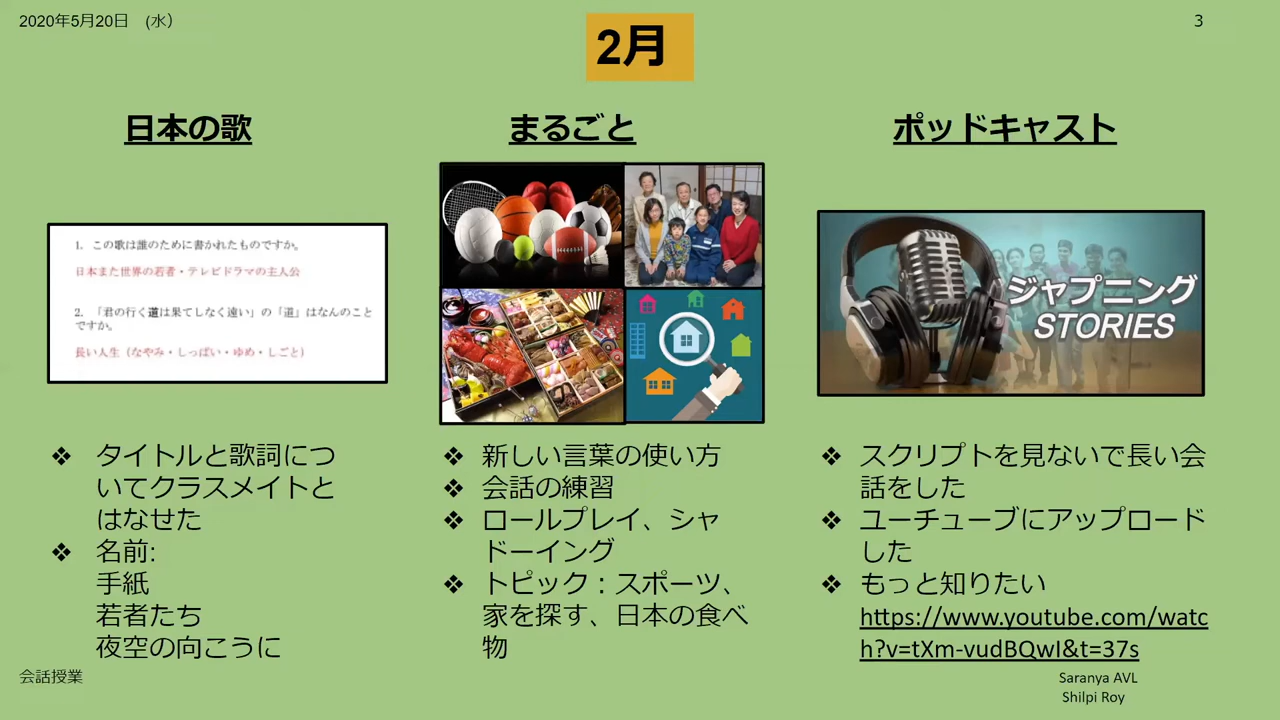 2020年5月20日 (水)
3
2月
日本の歌
1. この歌は誰のために書かれたものですか。
日本また世界の若者・テレビドラマの主人公
2. 「君の行く道は果てしなく遠い」の「道」はなんのこと
ですか。
長い人生（なやみ・しっぱい・ゆめ・しごと）
❖ タイトルと歌詞につ
いてクラスメイトと
はなせた
❖ 名前:
手紙
若者たち
夜空の向こうに
まるごと
❖ 新しい言葉の使い方
❖ 会話の練習
❖ ロールプレイ、シャ
ドーイング
❖ トピック：スポーツ、
家を探す、日本の食べ
物
ポッドキャスト
ジャプニング
STORIES
❖ スクリプトを見ないで長い会
話をした
❖ ユーチューブにアップロード
した
❖ もっと知りたい
https://www.youtube.com/watc
h?v=tXm-vudBQwI&t=37s
会話授業
Saranya AVL
Shilpi Roy